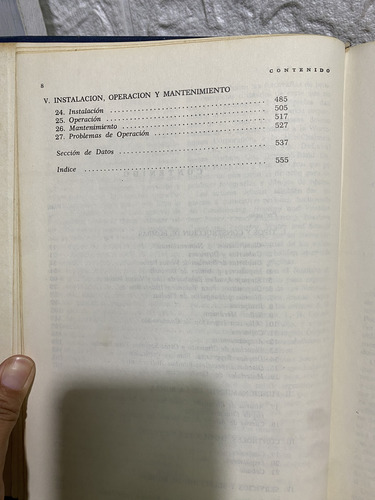 8
CONTENIDO
V. INSTALACION, OPERACION Y MANTENIMIENTO
24. Instalación ........................................ 485
25. Operación ........................................ 505
26. Mantenimiento ........................................ 517
27. Problemas de Operación ........................................ 527
Sección de Datos ........................................ 537
Indice ........................................ 555